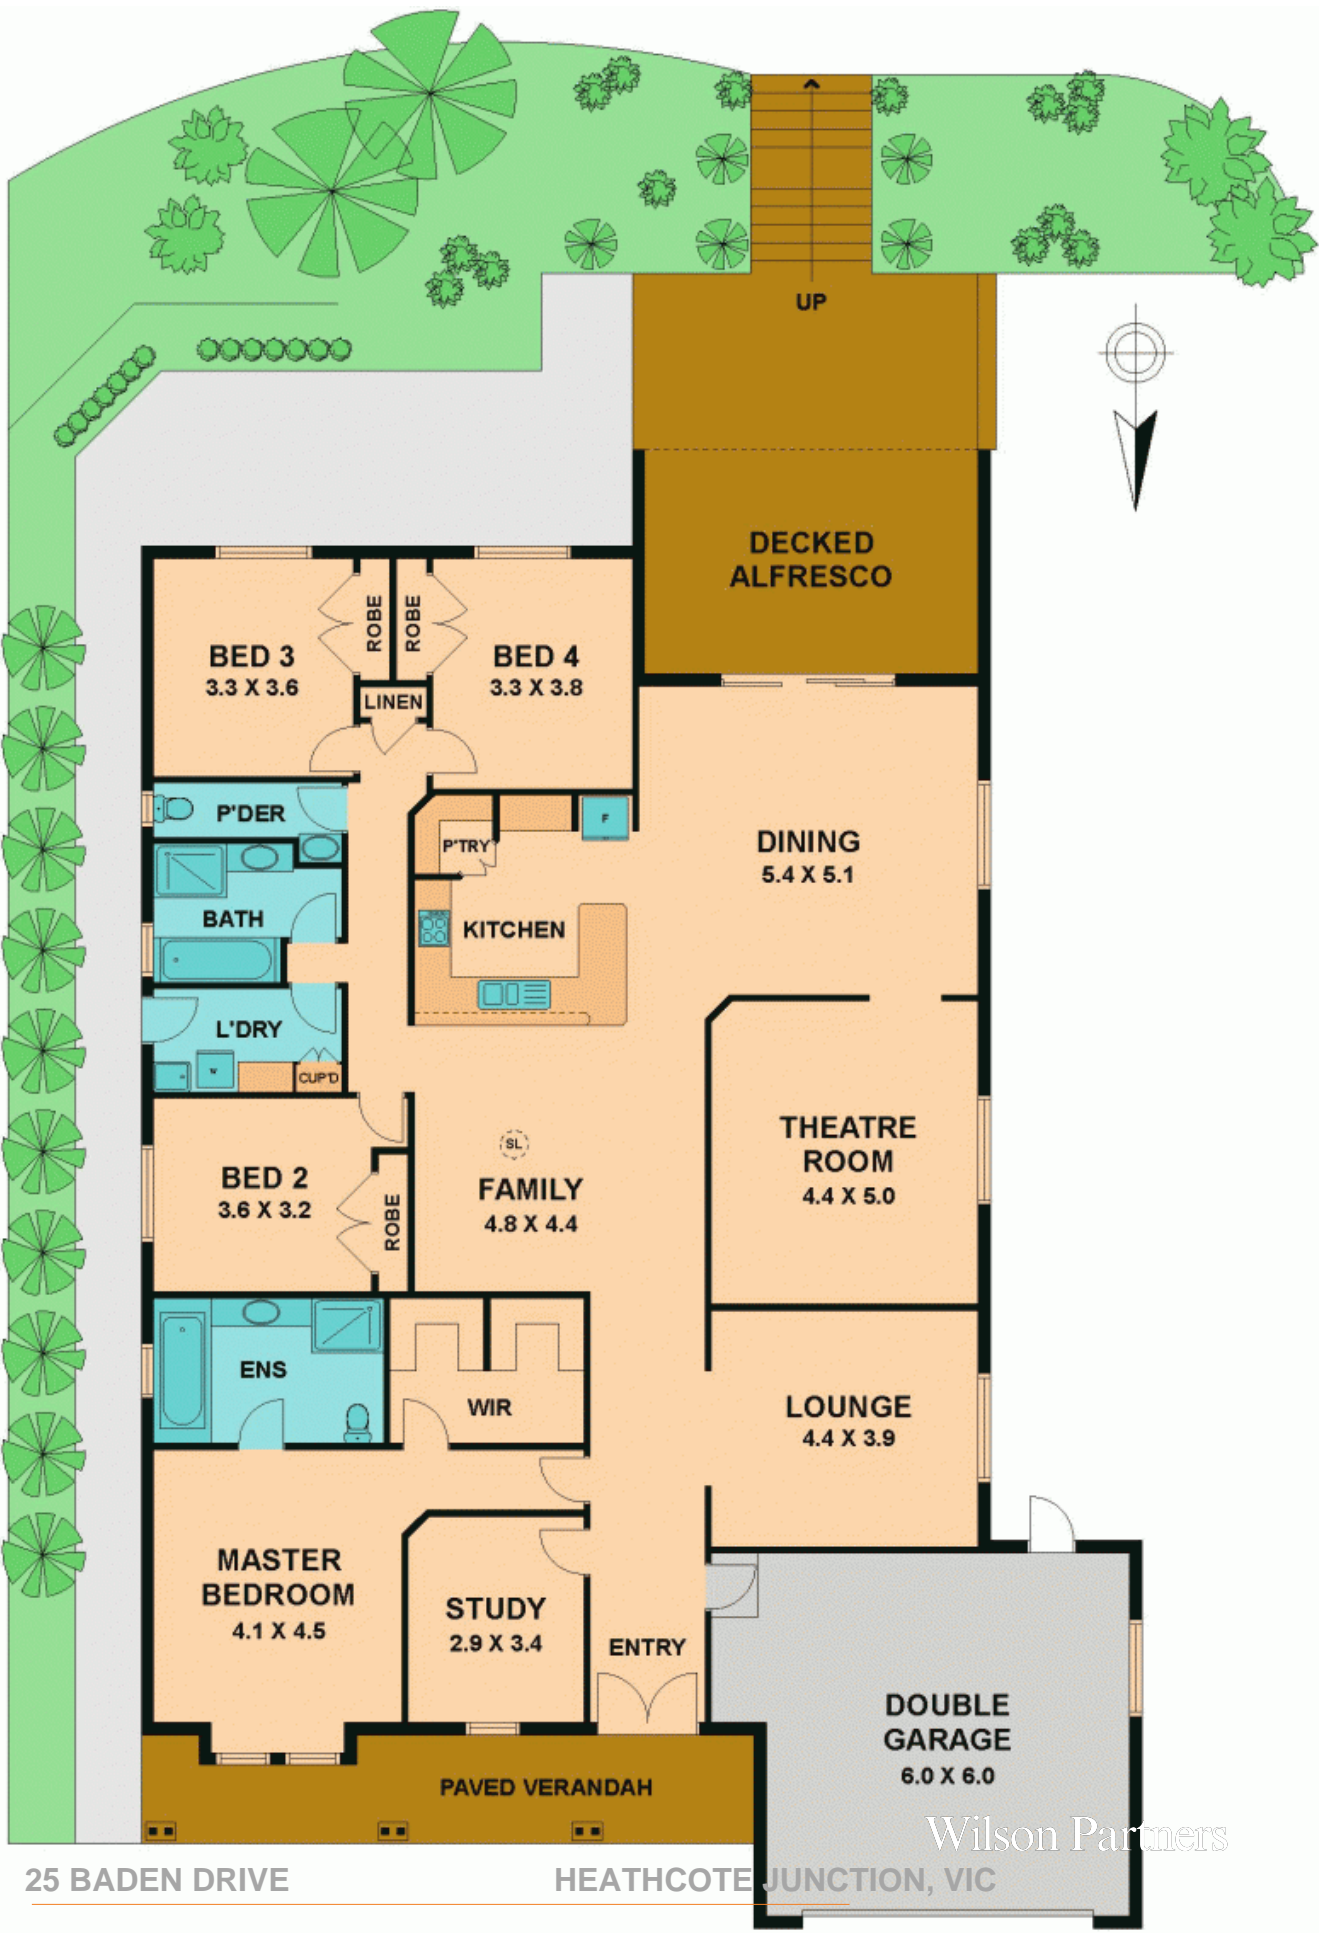 UP
DECKED
ALFRESCO
BED 3
3.3 X 3.6
ROBE
ROBE
BED 4
3.3 X 3.8
LINEN
P'DER
F
P'TRY
DINING
5.4 X 5.1
BATH
KITCHEN
L'DRY
W
CUP'D
SL
THEATRE
ROOM
4.4 X 5.0
BED 2
3.6 X 3.2
ROBE
FAMILY
4.8 X 4.4
ENS
WIR
LOUNGE
4.4 X 3.9
MASTER
BEDROOM
4.1 X 4.5
STUDY
2.9 X 3.4
ENTRY
DOUBLE
GARAGE
6.0 X 6.0
PAVED VERANDAH
Wilson Partners
25 BADEN DRIVE
HEATHCOTE JUNCTION, VIC